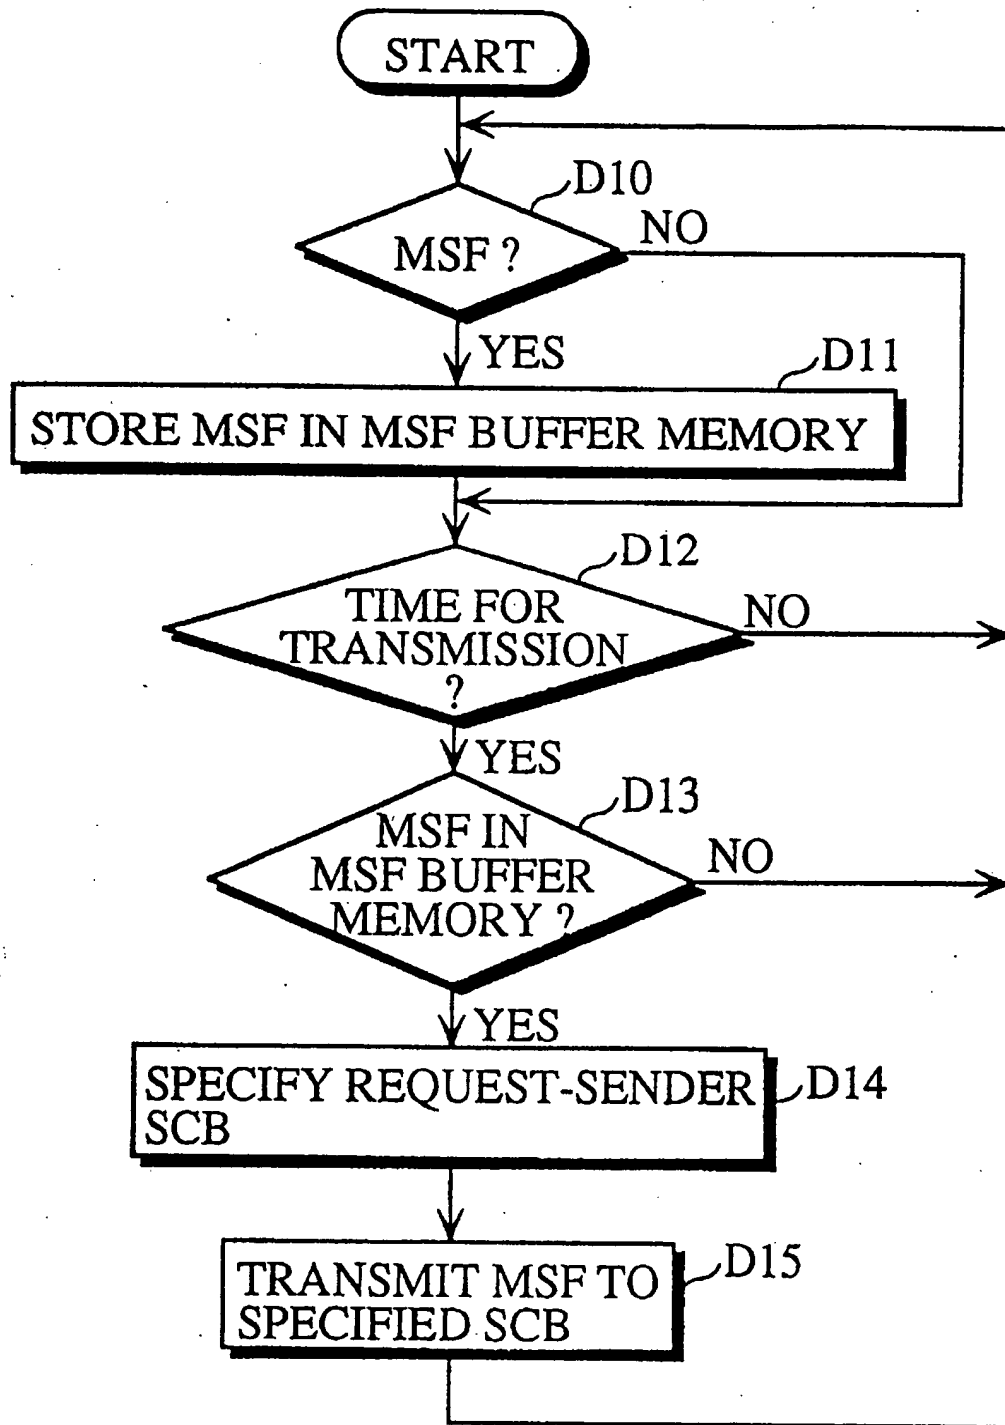 START
D10
MSF ?
NO
YES
D11
STORE MSF IN MSF BUFFER MEMORY
D12
TIME FOR
TRANSMISSION
?
NO
YES
D13
MSF IN
MSF BUFFER
MEMORY ?
NO
YES
SPECIFY REQUEST-SENDER
SCB
D14
TRANSMIT MSF TO
SPECIFIED SCB
D15